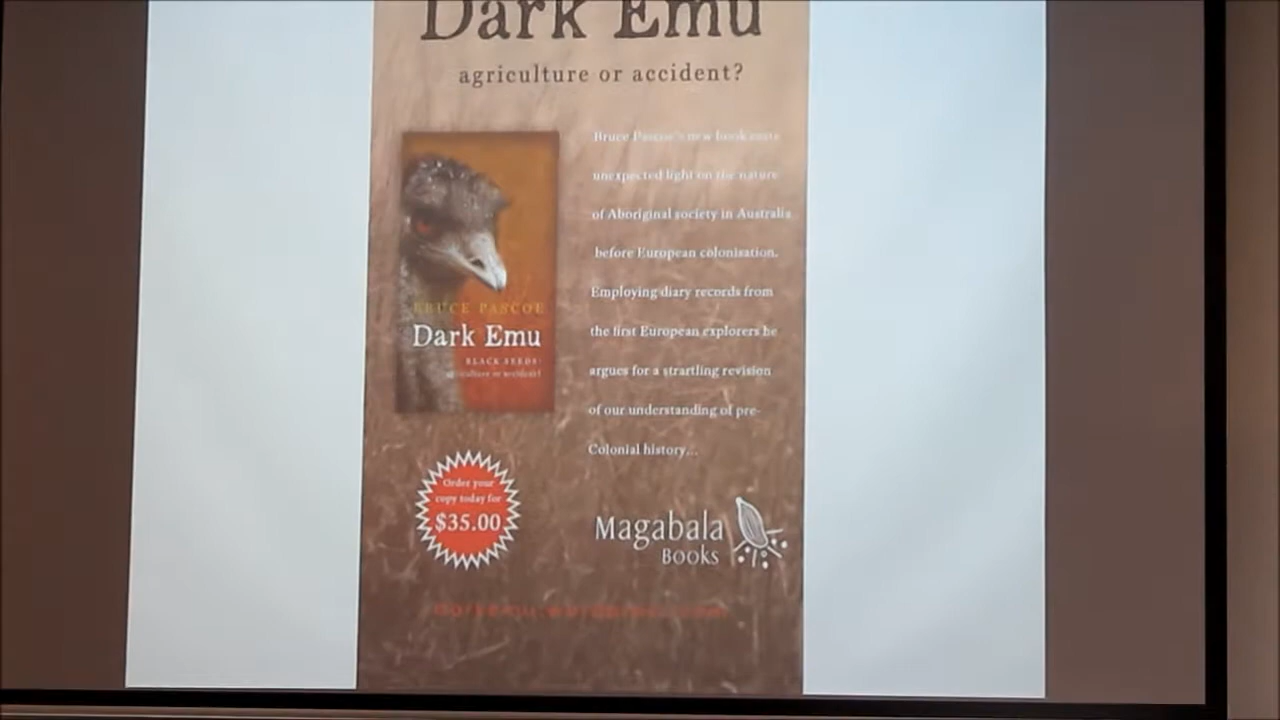 Dark Emu
agriculture or accident?
Bruce Pascoe's new book casts
unexpected light on the nature
of Aboriginal society in Australia
before European colonisation.
Employing diary records from
the first European explorers he
argues for a strartling revision
of our understanding of pre-
Colonial history...
BRUCE PASCOE
Dark Emu
BLACK SEEDS:
agriculture or accident?
Order your
copy today for
$35.00
Magabala
BOOKS